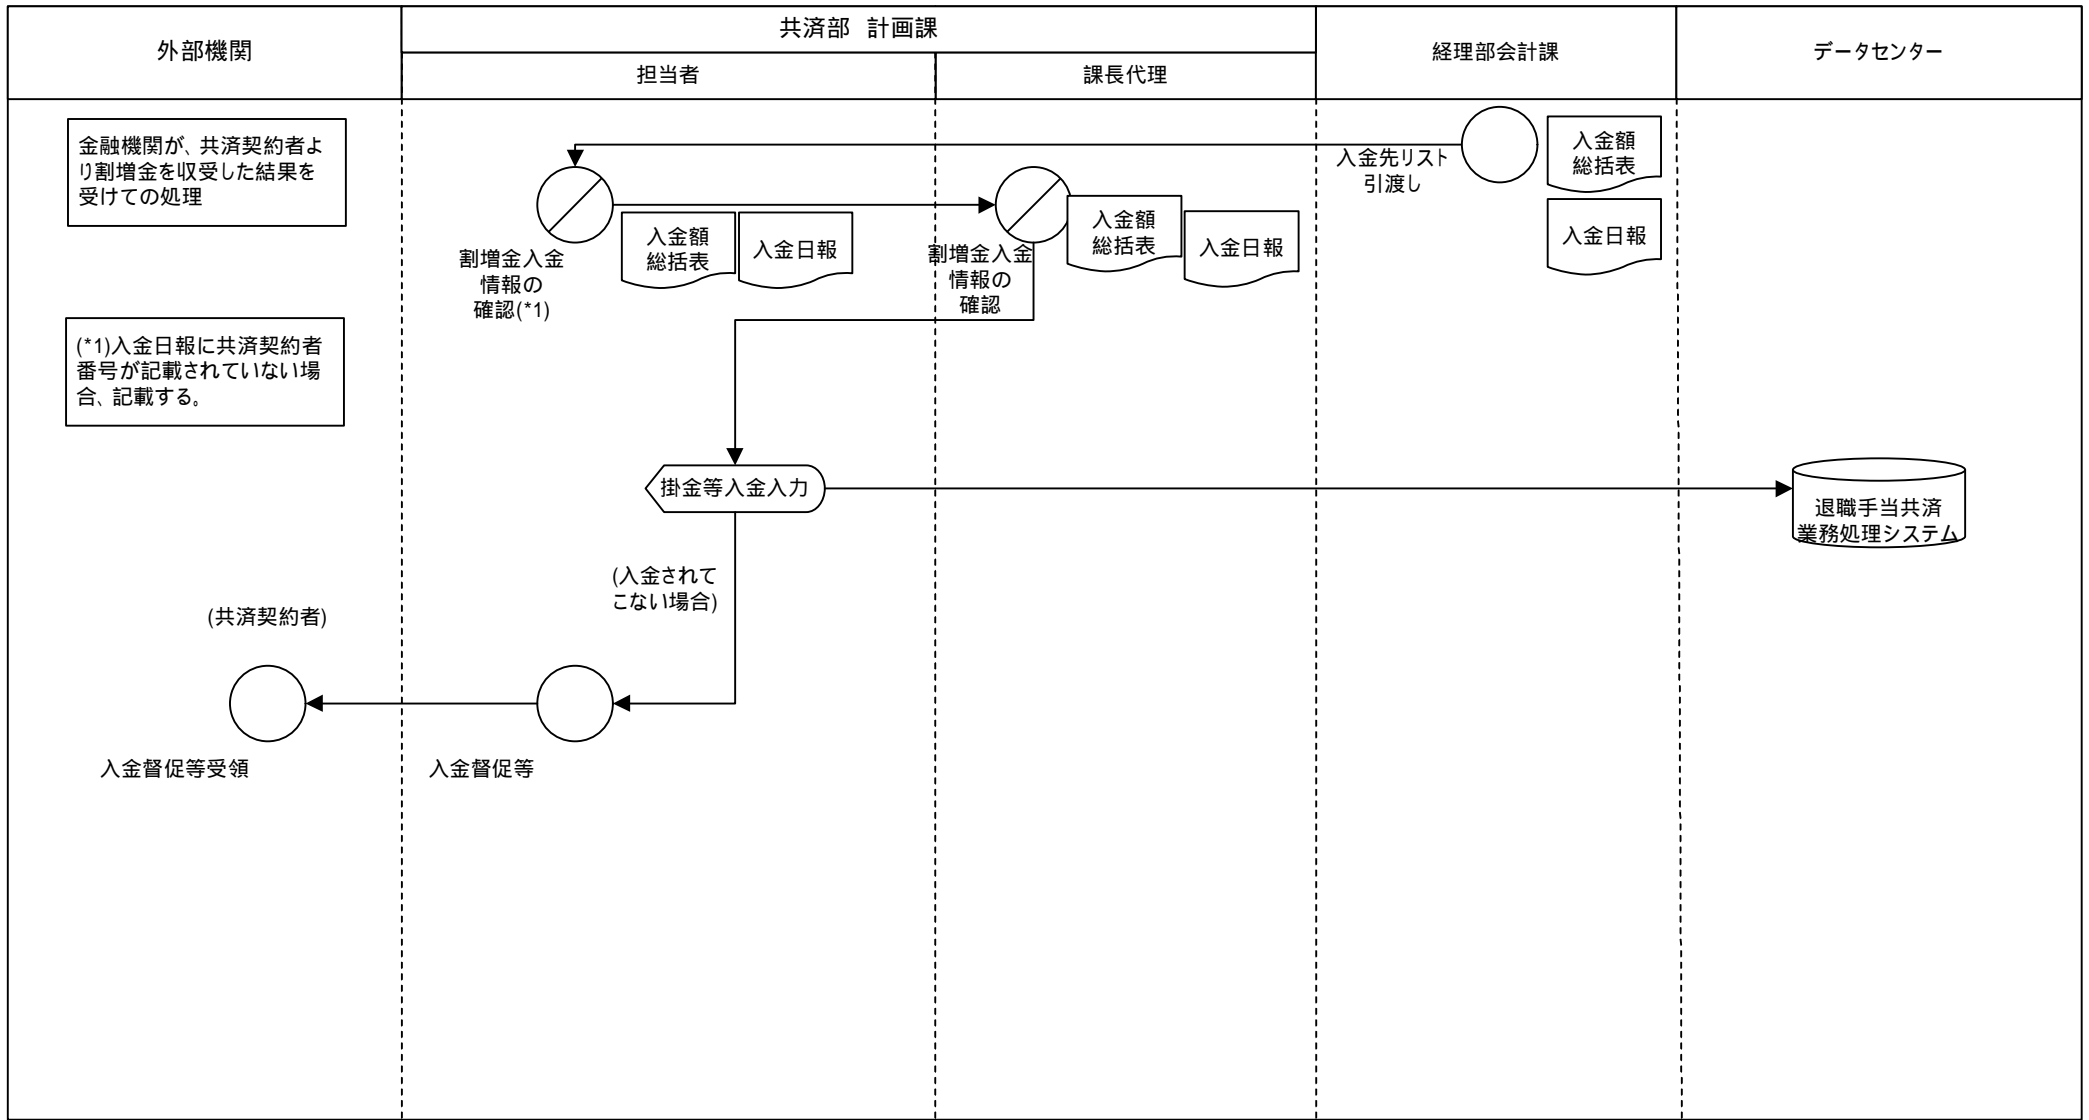 外部機関
共済部 計画課
担当者
課長代理
経理部会計課
データセンター
金融機関が、共済契約者よ
り割増金を収受した結果を
受けての処理
入金先リスト
引渡し
入金額
総括表
入金日報
割増金入金
情報の
確認(*1)
入金額
総括表
入金日報
割増金入金
情報の
確認
入金額
総括表
入金日報
(*1)入金日報に共済契約者
番号が記載されていない場
合、記載する。
掛金等入金入力
退職手当共済
業務処理システム
(入金されて
こない場合)
(共済契約者)
入金督促等受領
入金督促等